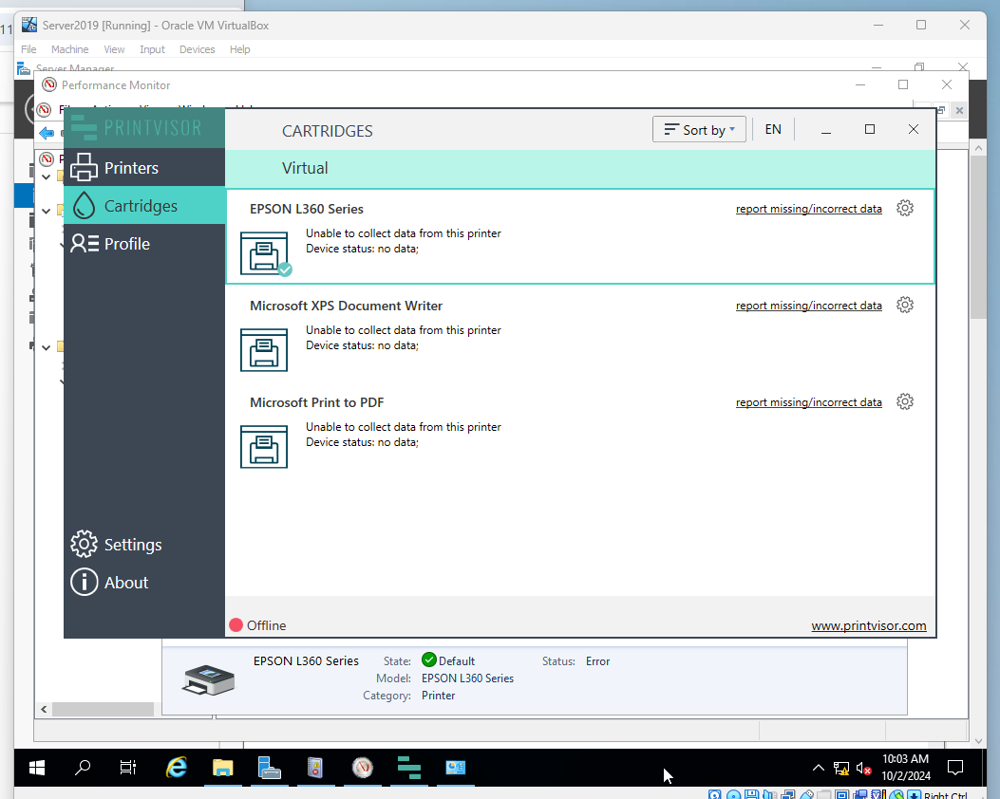 11
Server2019 [Running] - Oracle VM VirtualBox
File Machine View Input Devices Help
Server Manager
Performance Monitor
PRINTVISOR
CARTRIDGES
Sort by
EN
Printers
Cartridges
Profile
Settings
About
Virtual
EPSON L360 Series
report missing/incorrect data
Unable to collect data from this printer
Device status: no data;
Microsoft XPS Document Writer
report missing/incorrect data
Unable to collect data from this printer
Device status: no data;
Microsoft Print to PDF
report missing/incorrect data
Unable to collect data from this printer
Device status: no data;
Offline
www.printvisor.com
EPSON L360 Series State: Default Status: Error
Model: EPSON L360 Series
Category: Printer
10:03 AM
10/2/2024
Right Ctrl